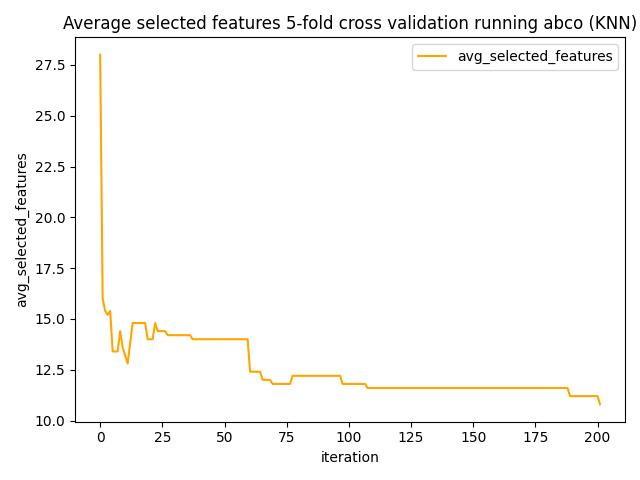 Average selected features 5-fold cross validation running abco (KNN)
avg_selected_features
27.5
25.0
22.5
20.0
17.5
15.0
12.5
10.0
avg_selected_features
0 25 50 75 100 125 150 175 200
iteration